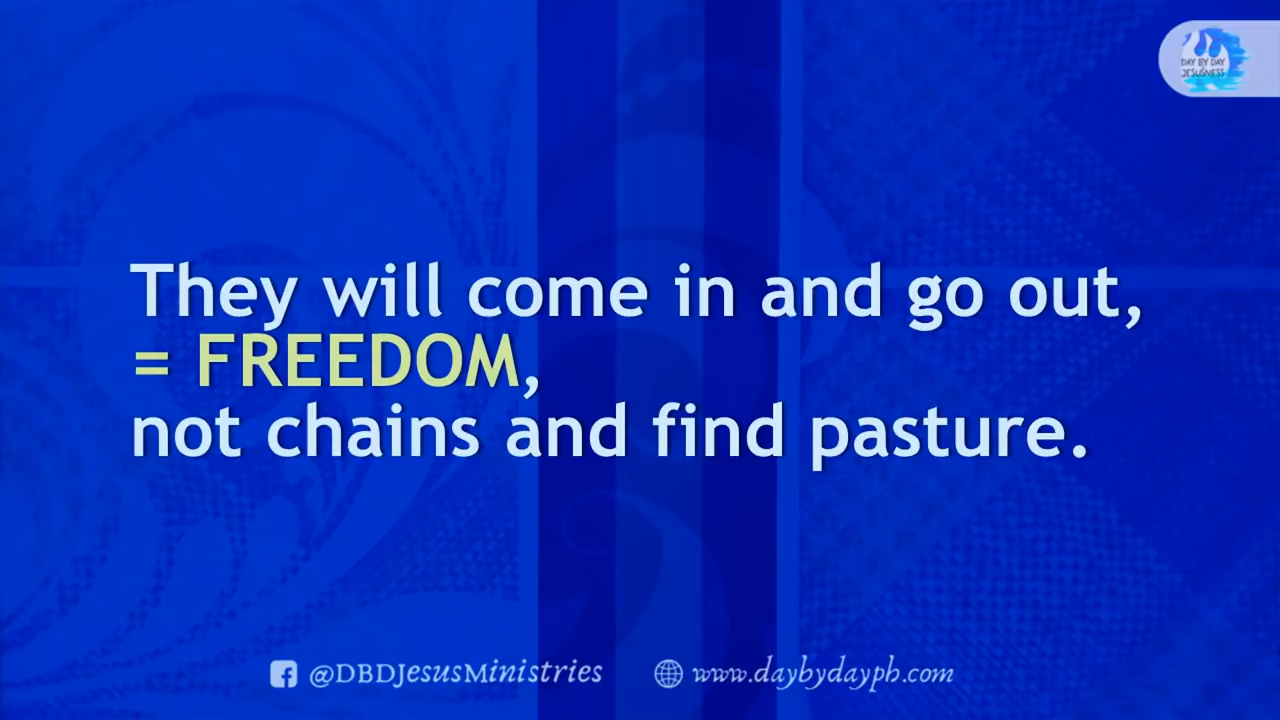 DAY BY DAY
JESUSNESS
They will come in and go out,
= FREEDOM,
not chains and find pasture.
@DBDJesusMinistries
www.daybydayph.com